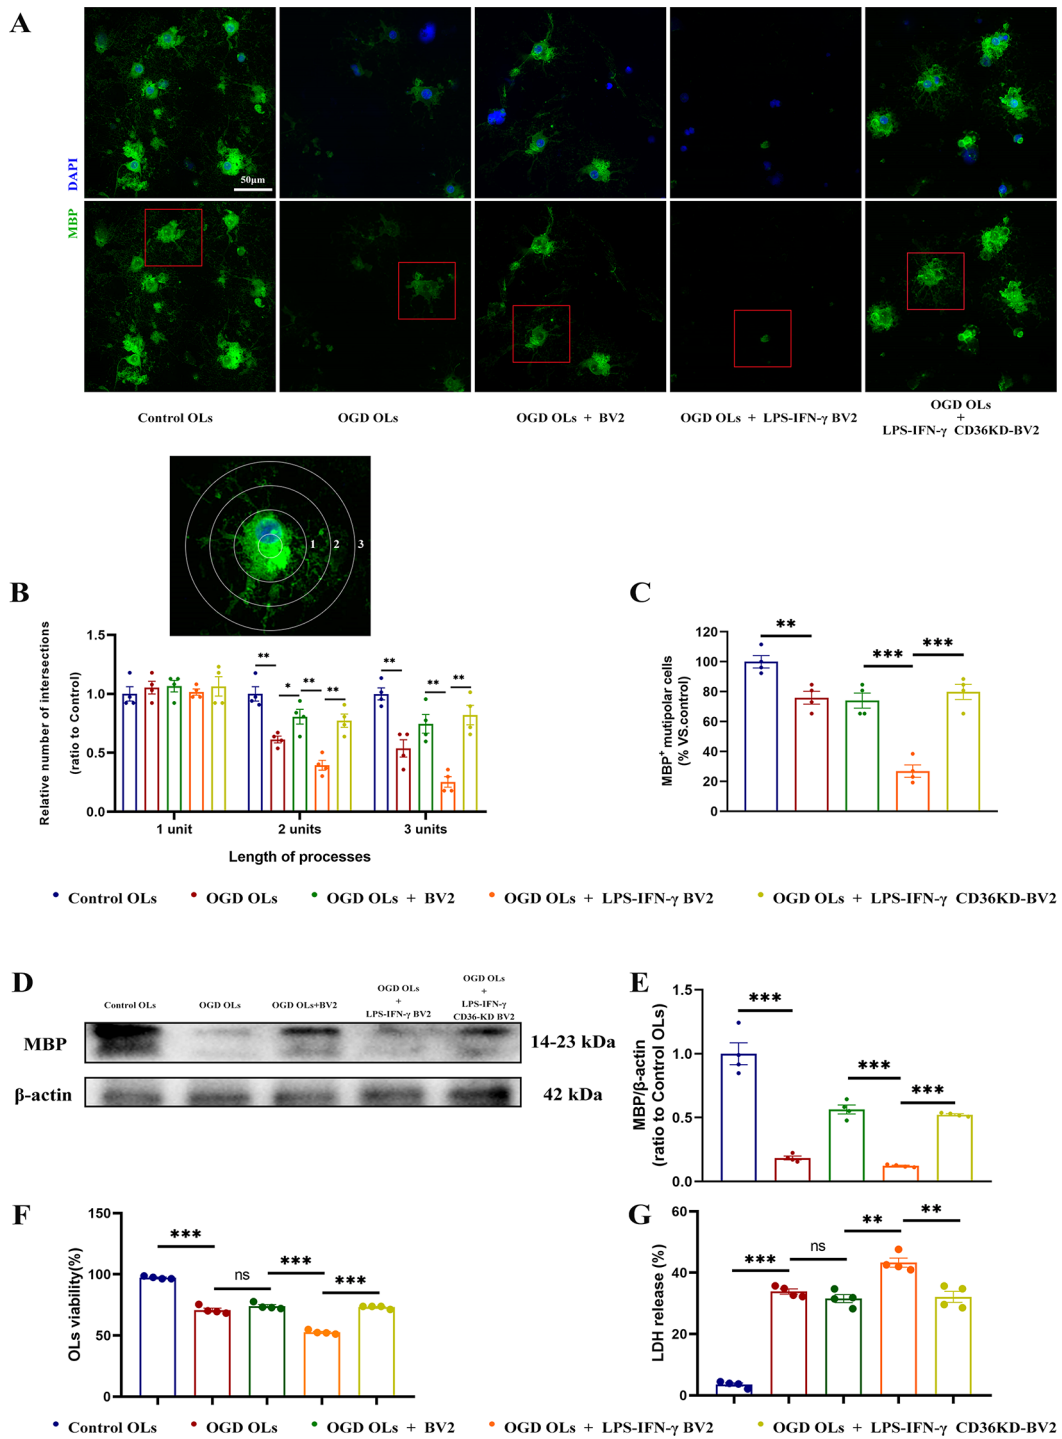 A
DAPI
MBP
50μm
Control OLs
OGD OLs
OGD OLs + BV2
OGD OLs + LPS-IFN-γ BV2
OGD OLs
+
LPS-IFN-γ CD36KD-BV2
1 2 3
B
Relative number of intersections
(ratio to Control)
1.5
1.0
0.5
0.0
** * ** ** ** ** **
1 unit 2 units 3 units
Length of processes
C
MBP+ mutipolar cells
(% VS.control)
120
100
80
60
40
20
0
** *** ***
Control OLs OGD OLs OGD OLs + BV2 OGD OLs + LPS-IFN-γ BV2 OGD OLs + LPS-IFN-γ CD36KD-BV2
D
Control OLs
OGD OLs
OGD OLs+BV2
OGD OLs
+
LPS-IFN-γ BV2
OGD OLs
+
LPS-IFN-γ
CD36-KD BV2
MBP 14-23 kDa
β-actin 42 kDa
E
MBP/β-actin
(ratio to Control OLs)
1.5
1.0
0.5
0.0
*** *** ***
F
OLs viability(%)
150
100
50
0
*** ns *** ***
G
LDH release (%)
60
40
20
0
*** ns ** **
Control OLs OGD OLs OGD OLs + BV2 OGD OLs + LPS-IFN-γ BV2 OGD OLs + LPS-IFN-γ CD36KD-BV2